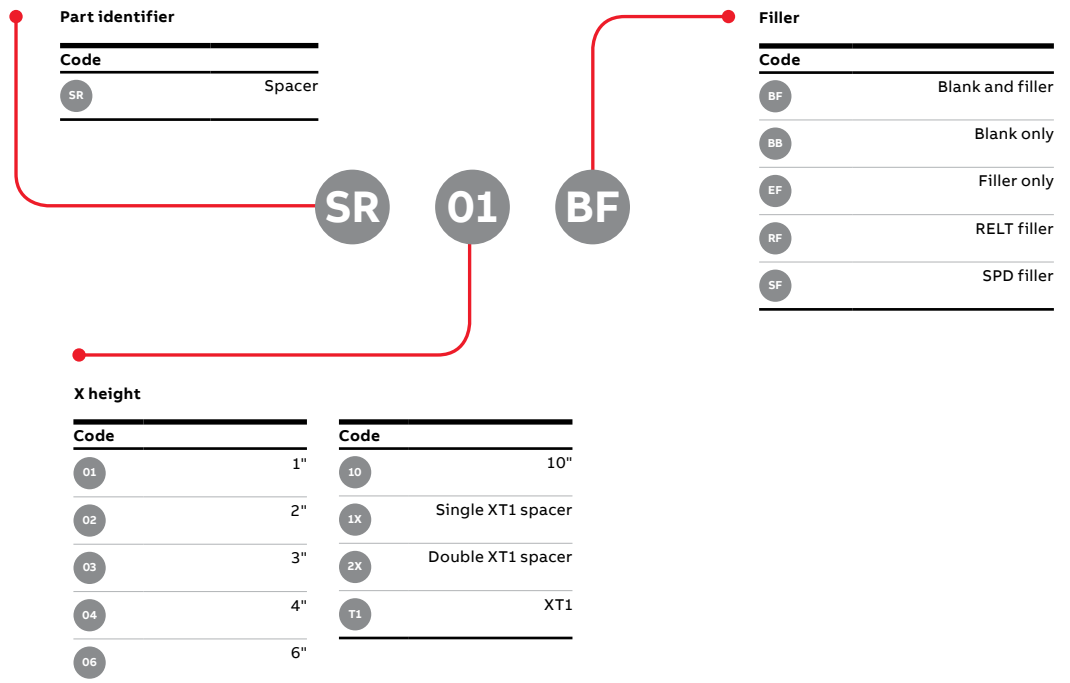 Part identifier
Code
SR Spacer
Filler
Code
BF Blank and filler
BB Blank only
EF Filler only
RF RELT filler
SF SPD filler
SR 01 BF
X height
Code
01 1"
02 2"
03 3"
04 4"
06 6"
Code
10 10"
1X Single XT1 spacer
2X Double XT1 spacer
T1 XT1